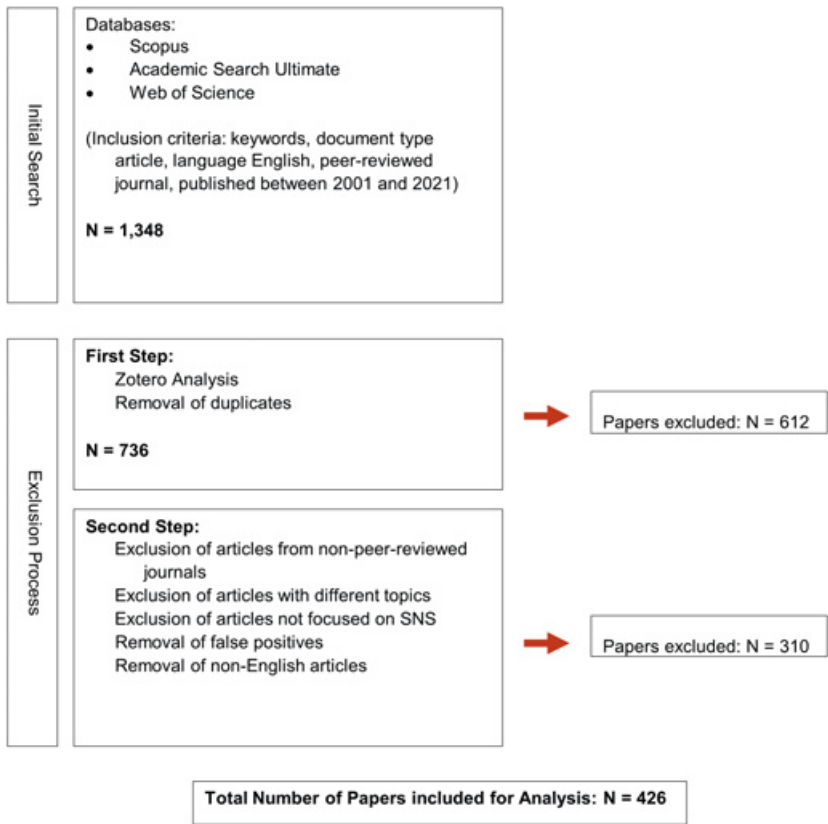 Initial Search
Databases:
• Scopus
• Academic Search Ultimate
• Web of Science
(Inclusion criteria: keywords, document type
article, language English, peer-reviewed
journal, published between 2001 and 2021)
N = 1,348
Exclusion Process
First Step:
Zotero Analysis
Removal of duplicates
N = 736
Papers excluded: N = 612
Second Step:
Exclusion of articles from non-peer-reviewed
journals
Exclusion of articles with different topics
Exclusion of articles not focused on SNS
Removal of false positives
Removal of non-English articles
Papers excluded: N = 310
Total Number of Papers included for Analysis: N = 426